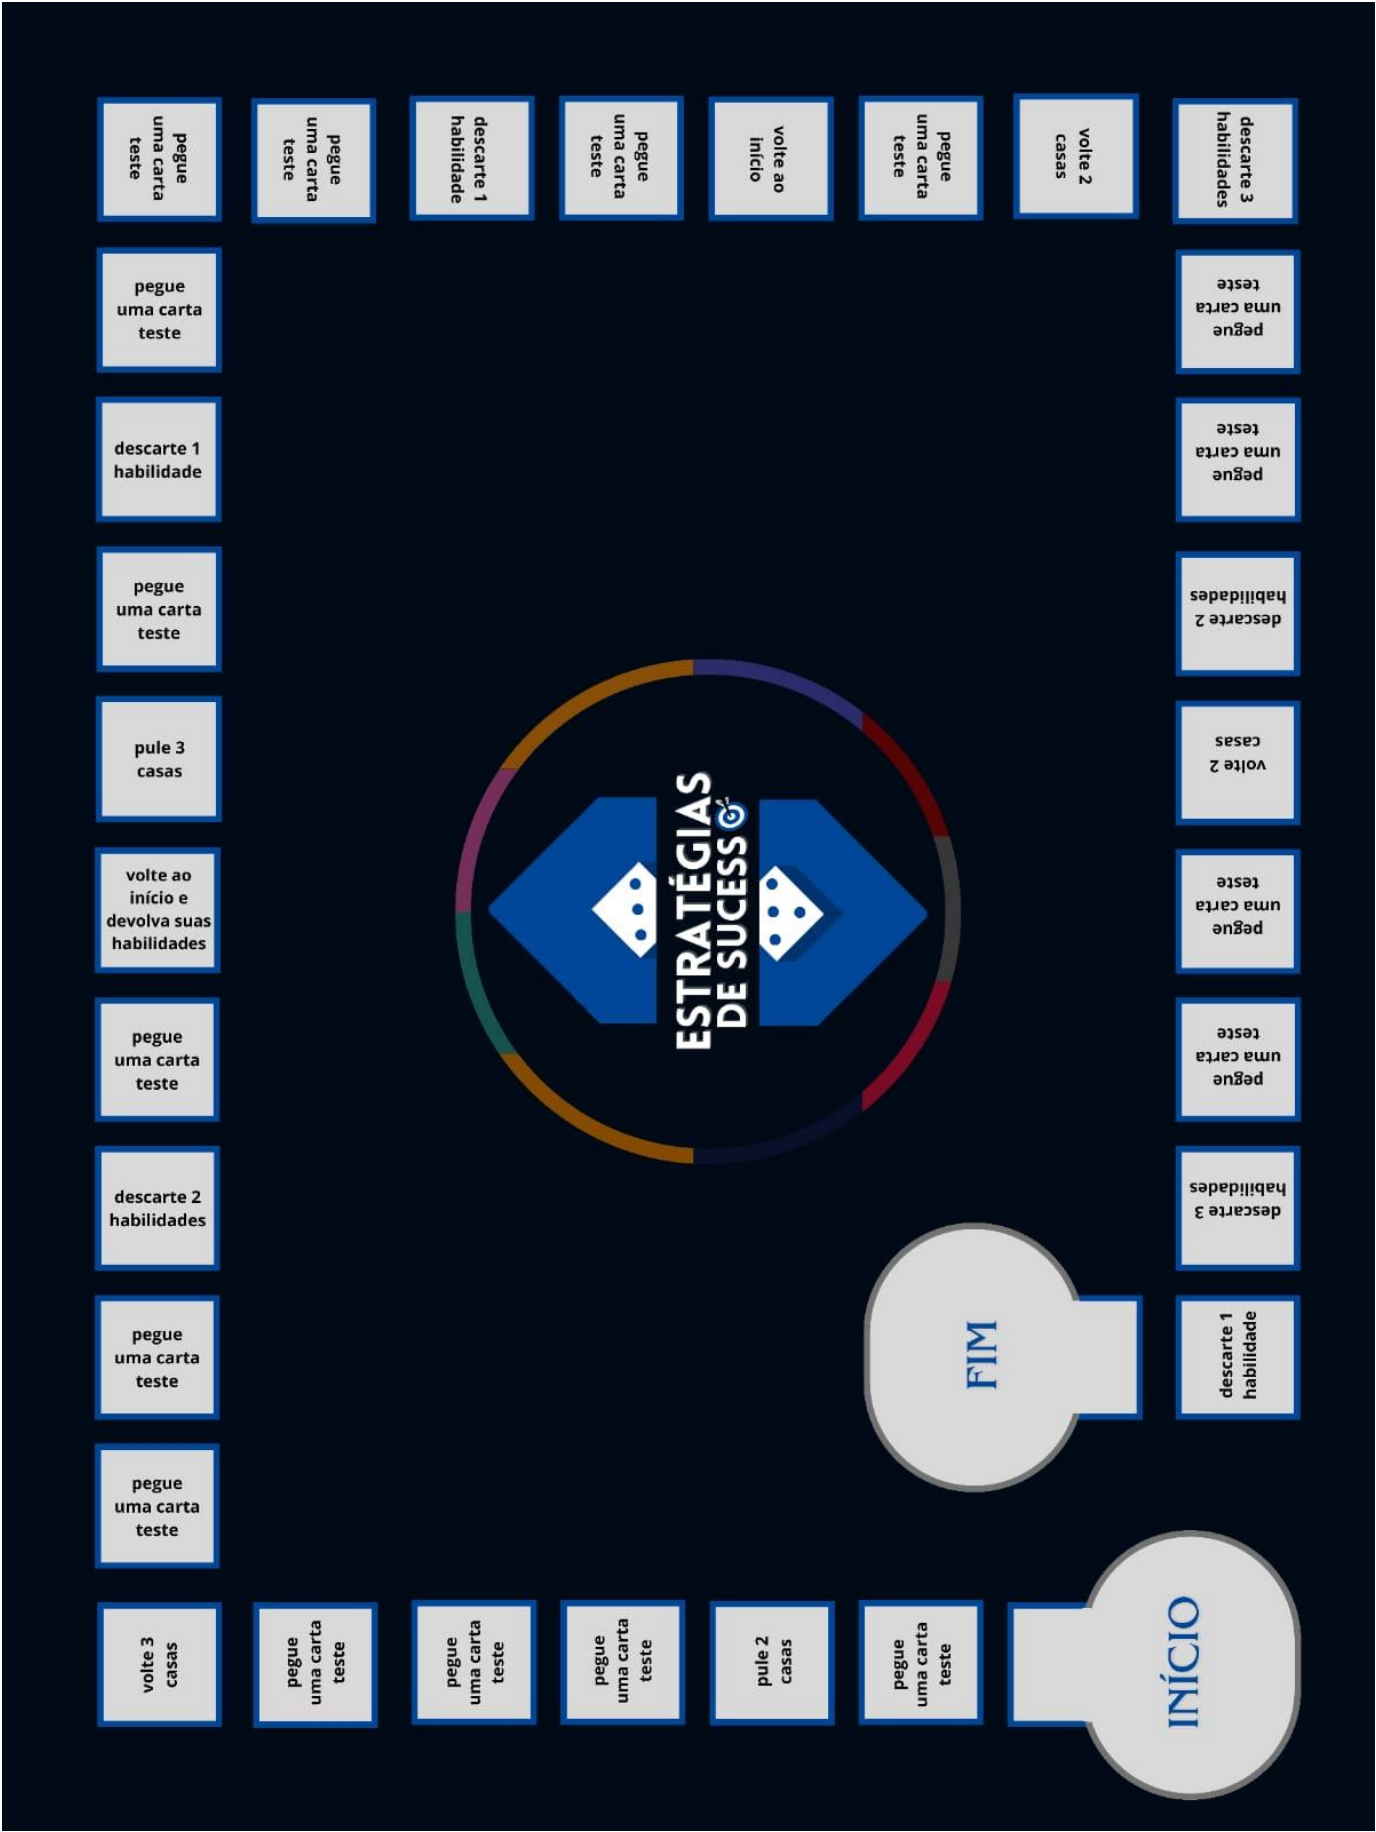 INÍCIO
pegue
uma carta
teste
pule 2
casas
pegue
uma carta
teste
pegue
uma carta
teste
pegue
uma carta
teste
volte 3
casas
pegue
uma carta
teste
pegue
uma carta
teste
descarte 2
habilidades
pegue
uma carta
teste
volte ao
início e
devolva suas
habilidades
pule 3
casas
pegue
uma carta
teste
descarte 1
habilidade
pegue
uma carta
teste
pegue
uma carta
teste
pegue
uma carta
teste
descarte 1
habilidade
pegue
uma carta
teste
volte ao
início
pegue
uma carta
teste
volte 2
casas
descarte 3
habilidades
pegue
uma carta
teste
pegue
uma carta
teste
descarte 2
habilidades
volte 2
casas
pegue
uma carta
teste
pegue
uma carta
teste
descarte 3
habilidades
descarte 1
habilidade
FIM
ESTRATÉGIAS
DE SUCESSO